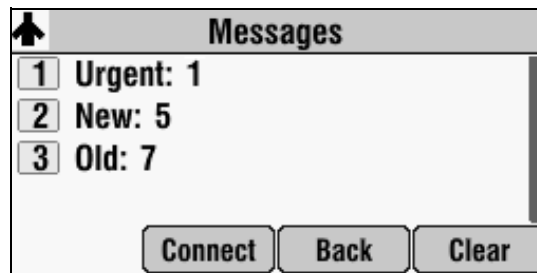 Messages
1 Urgent: 1
2 New: 5
3 Old: 7
Connect Back Clear